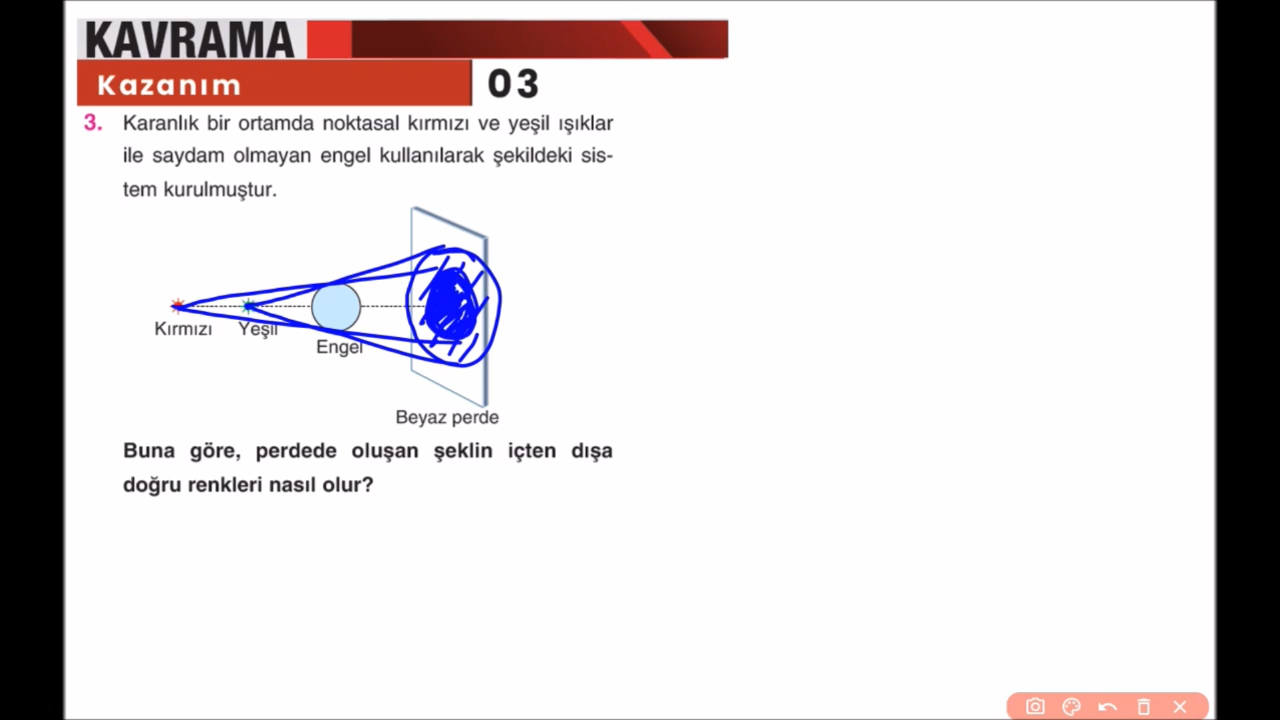 KAVRAMA
Kazanım 03
3. Karanlık bir ortamda noktasal kırmızı ve yeşil ışıklar
ile saydam olmayan engel kullanılarak şekildeki sis-
tem kurulmuştur.
Kırmızı Yeşil
Engel
Beyaz perde
Buna göre, perdede oluşan şeklin içten dışa
doğru renkleri nasıl olur?